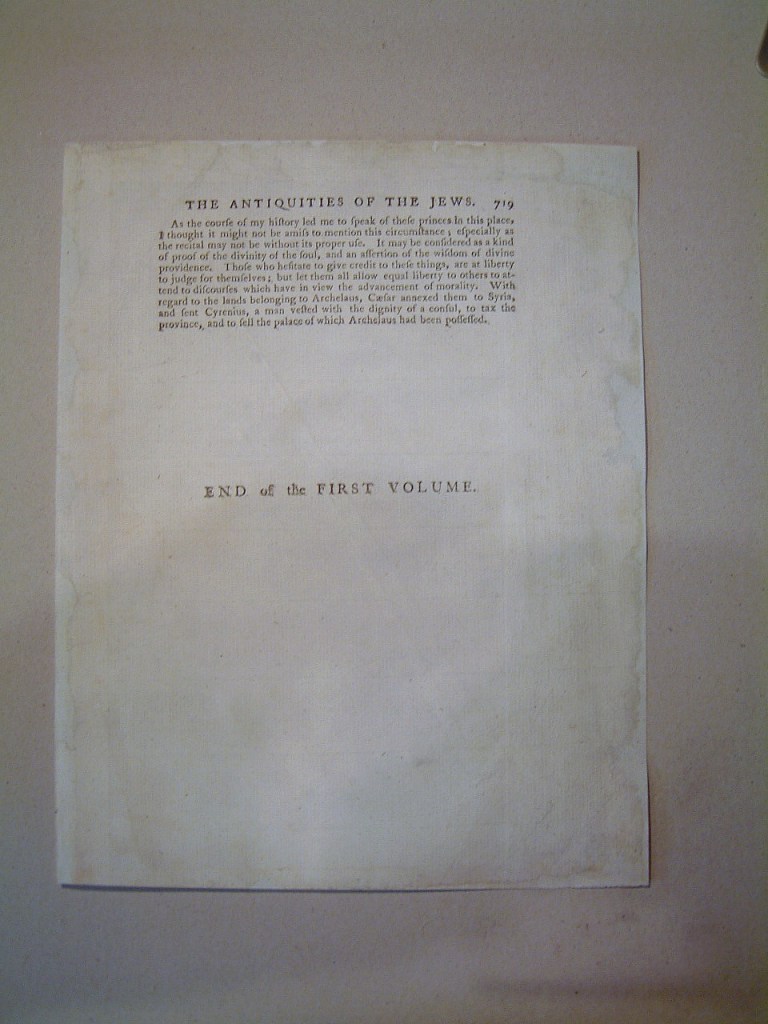 THE ANTIQUITIES OF THE JEWS. 719
As the courſe of my hiſtory led me to ſpeak of theſe princes in this place,
I thought it might not be amiſs to mention this circumſtance; eſpecially as
the recital may not be without its proper uſe. It may be conſidered as a kind
of proof of the divinity of the ſoul, and an aſſertion of the wiſdom of divine
providence. Thoſe who heſitate to give credit to theſe things, are at liberty
to judge for themſelves; but let them all allow equal liberty to others to at-
tend to diſcourſes which have in view the advancement of morality. With
regard to the lands belonging to Archelaus, Cæſar annexed them to Syria,
and ſent Cyrenius, a man veſted with the dignity of a conſul, to tax the
province, and to ſell the palace of which Archelaus had been poſſeſſed.
END of the FIRST VOLUME.